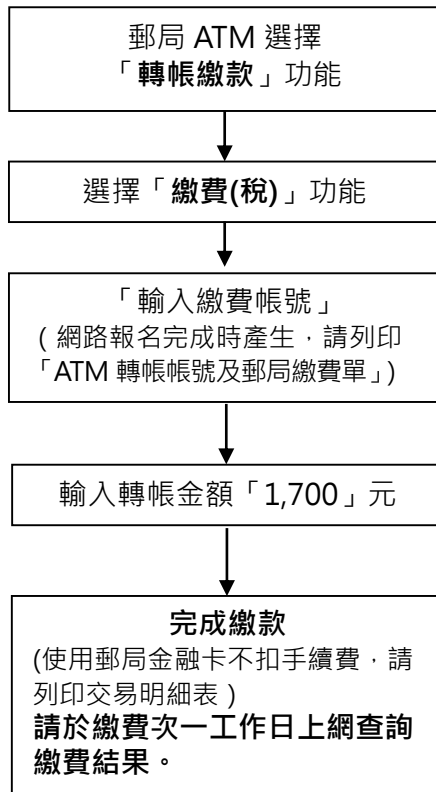 郵局 ATM 選擇
「轉帳繳款」功能
選擇「繳費(稅)」功能
「輸入繳費帳號」
( 網路報名完成時產生，請列印
「ATM 轉帳帳號及郵局繳費單」)
輸入轉帳金額「1,700」元
完成繳款
(使用郵局金融卡不扣手續費，請
列印交易明細表 )
請於繳費次一工作日上網查詢
繳費結果。